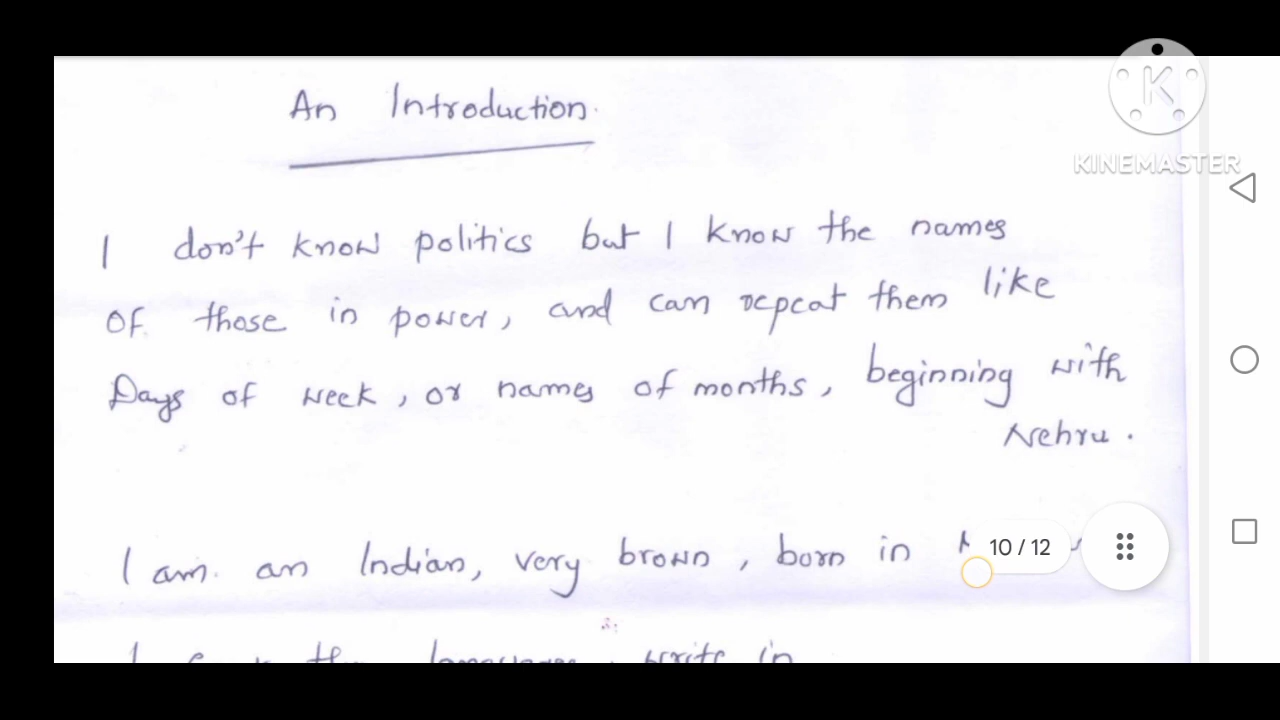 An Introduction.
I don't know politics but I know the names
of those in power, and can repeat them like
Days of week, or names of months, beginning with
Nehru.
I am an Indian, very brown, born in
write in
10 / 12
K
KINEMASTER